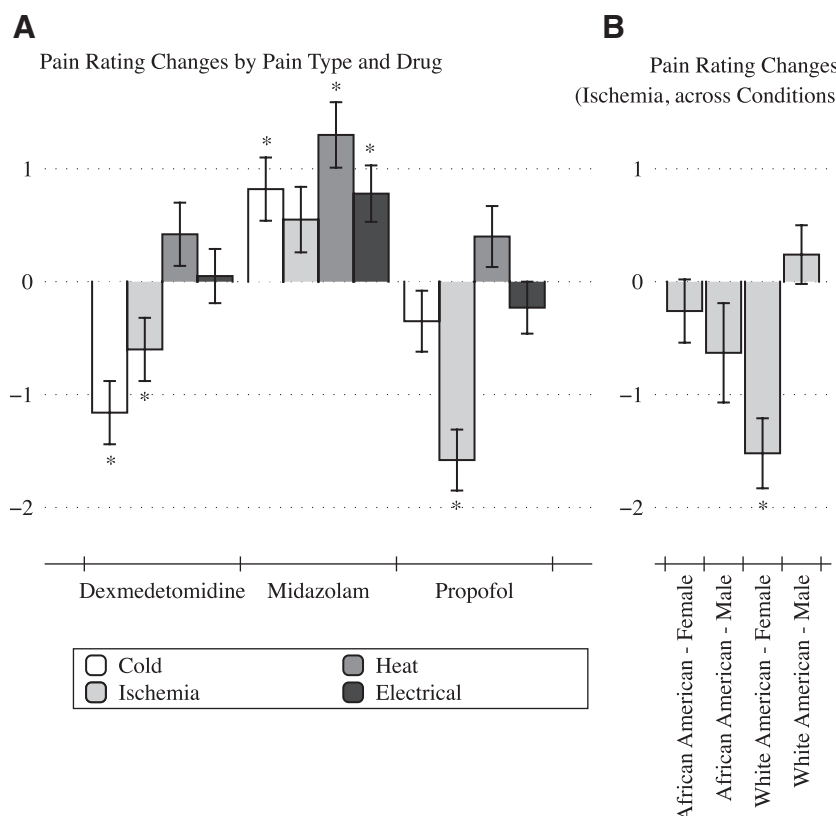 A
Pain Rating Changes by Pain Type and Drug
*
*
*
1
0
−1
−2
*
*
*
Dexmedetomidine Midazolam Propofol
Cold Heat
Ischemia Electrical
B
Pain Rating Changes
(Ischemia, across Conditions
1
0
−1
−2
*
African American - Female
African American - Male
White American - Female
White American - Male